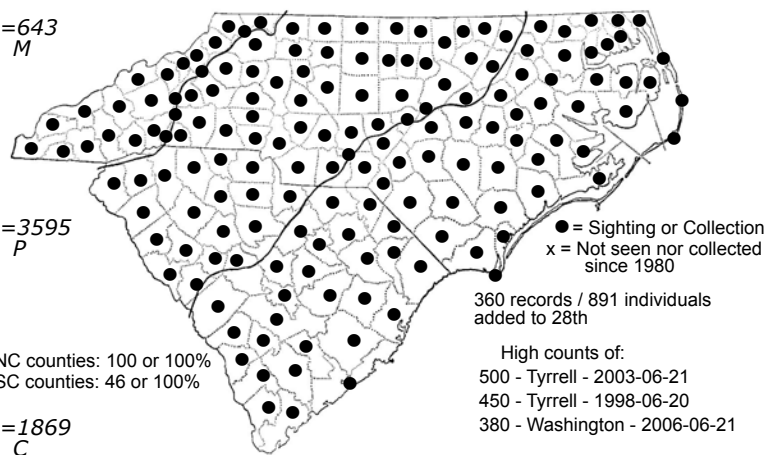 =643
M
=3595
P
● = Sighting or Collection
x = Not seen nor collected
since 1980
360 records / 891 individuals
added to 28th
NC counties: 100 or 100%
SC counties: 46 or 100%
High counts of:
500 - Tyrrell - 2003-06-21
450 - Tyrrell - 1998-06-20
380 - Washington - 2006-06-21
=1869
C